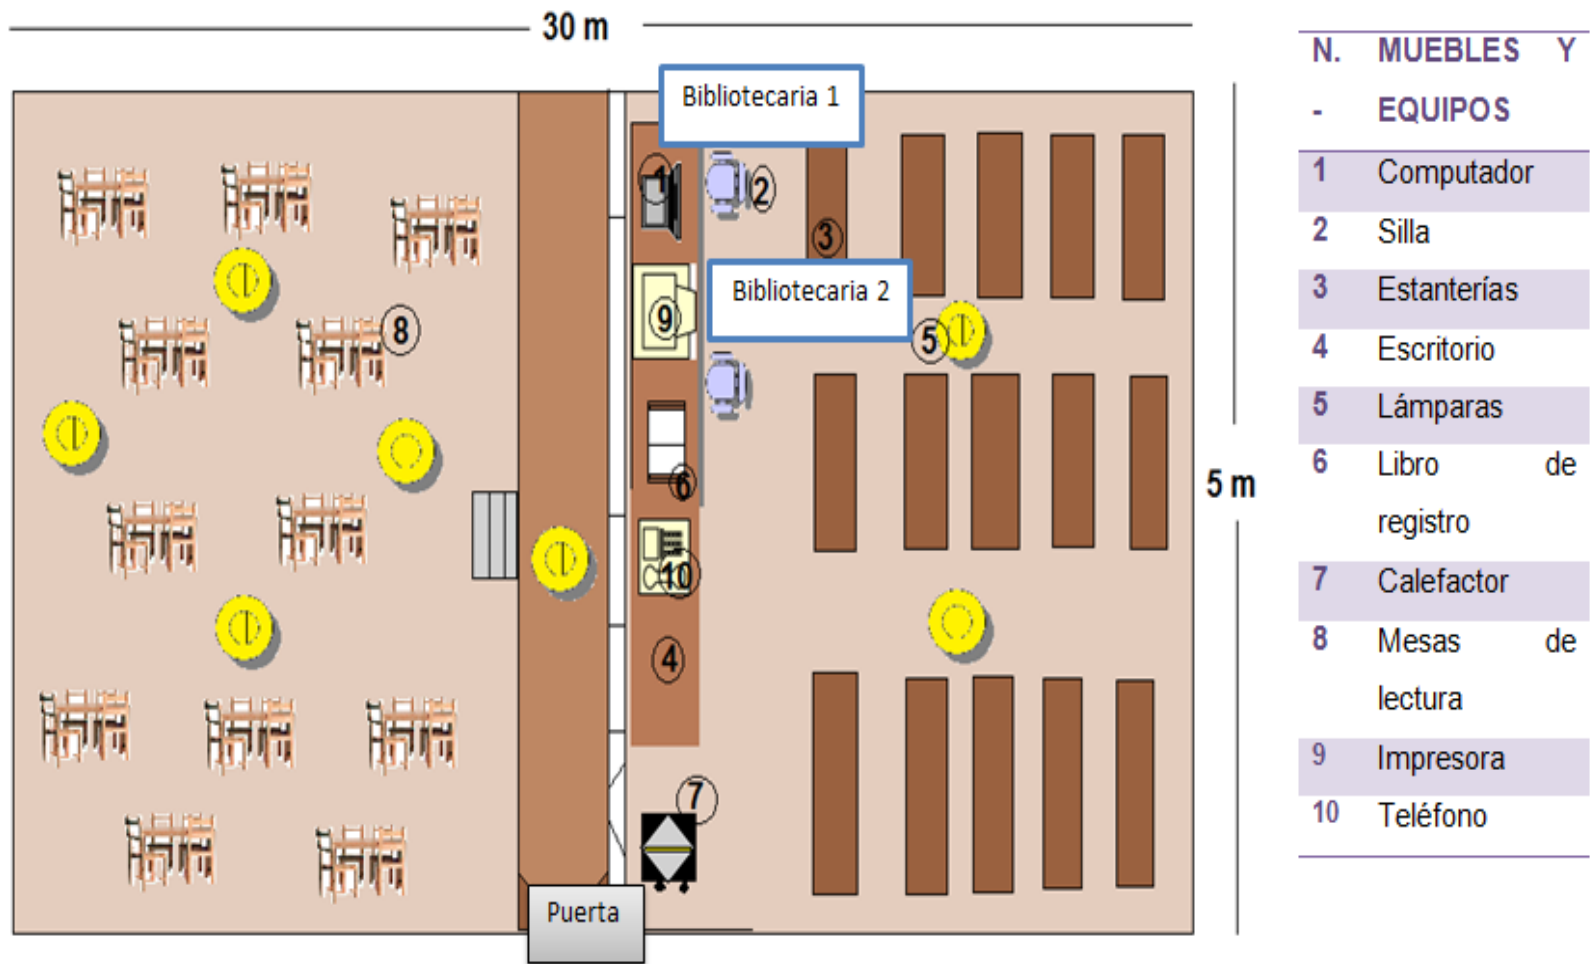 30 m
Bibliotecaria 1
1
2
3
Bibliotecaria 2
9
8
5
6
5 m
10
4
7
Puerta
N. MUEBLES Y
- EQUIPOS
1 Computador
2 Silla
3 Estanterías
4 Escritorio
5 Lámparas
6 Libro de
registro
7 Calefactor
8 Mesas de
lectura
9 Impresora
10 Teléfono